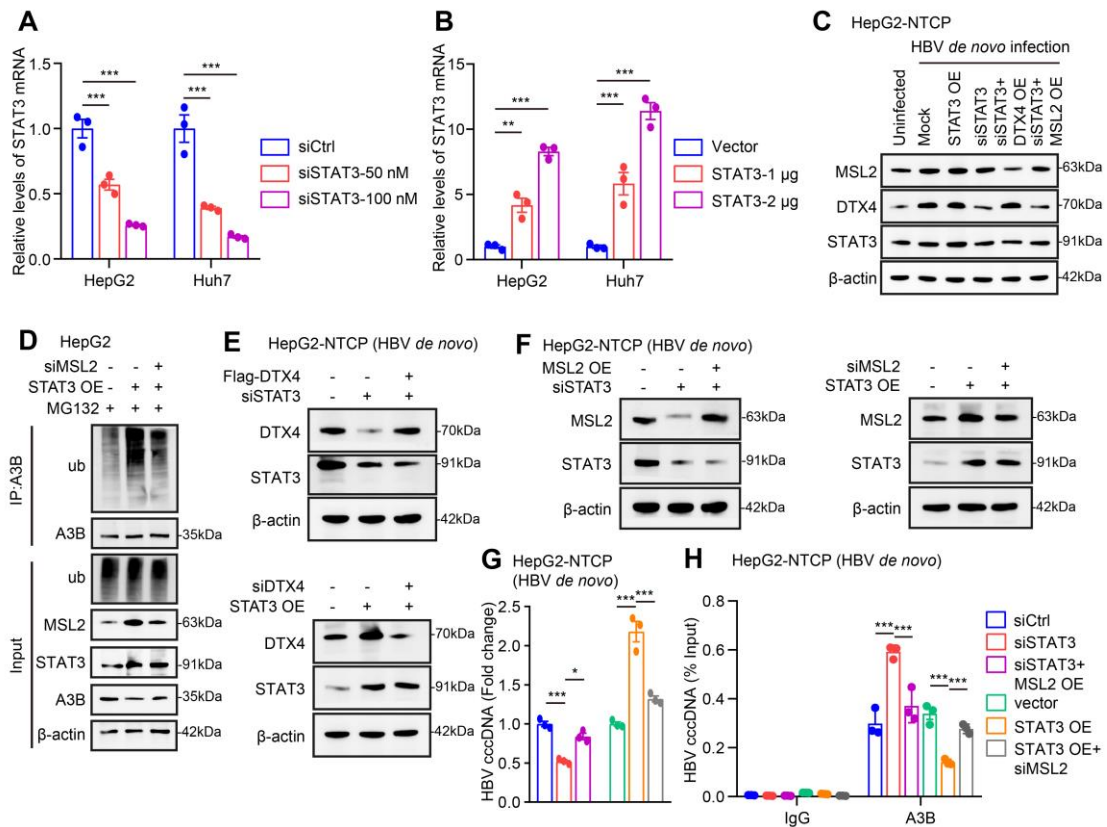 A
Relative levels of STAT3 mRNA
1.5
1.0
0.5
0.0
***
***
***
***
HepG2
Huh7
siCtrl
siSTAT3-50 nM
siSTAT3-100 nM
B
Relative levels of STAT3 mRNA
15
10
5
0
**
***
***
***
HepG2
Huh7
Vector
STAT3-1 µg
STAT3-2 µg
C
HepG2-NTCP
HBV de novo infection
Uninfected
Mock
STAT3 OE
siSTAT3
siSTAT3+
DTX4 OE
siSTAT3+
MSL2 OE
MSL2
63kDa
DTX4
70kDa
STAT3
91kDa
β-actin
42kDa
D
HepG2
siMSL2 - - +
STAT3 OE - + +
MG132 + + +
IP:A3B
ub
A3B
35kDa
Input
ub
MSL2
63kDa
STAT3
91kDa
A3B
35kDa
β-actin
42kDa
E
HepG2-NTCP (HBV de novo)
Flag-DTX4 - - +
siSTAT3 - + +
DTX4
70kDa
STAT3
91kDa
β-actin
42kDa
siDTX4 - - +
STAT3 OE - + +
DTX4
70kDa
STAT3
91kDa
β-actin
42kDa
F
HepG2-NTCP (HBV de novo)
MSL2 OE - - +
siSTAT3 - + +
MSL2
63kDa
STAT3
91kDa
β-actin
42kDa
siMSL2 - - +
STAT3 OE - + +
MSL2
63kDa
STAT3
91kDa
β-actin
42kDa
G
HepG2-NTCP
(HBV de novo)
HBV cccDNA (Fold change)
2.5
2.0
1.5
1.0
0.5
0.0
***
*
***
***
H
HepG2-NTCP (HBV de novo)
HBV cccDNA (% Input)
0.8
0.6
0.4
0.2
0.0
***
***
***
***
IgG
A3B
siCtrl
siSTAT3
siSTAT3+
MSL2 OE
vector
STAT3 OE
STAT3 OE+
siMSL2